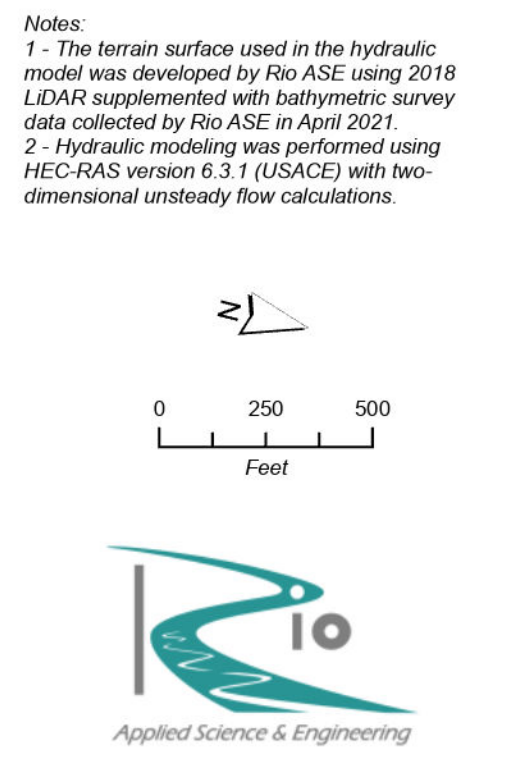 Notes:
1 - The terrain surface used in the hydraulic
model was developed by Rio ASE using 2018
LiDAR supplemented with bathymetric survey
data collected by Rio ASE in April 2021.
2 - Hydraulic modeling was performed using
HEC-RAS version 6.3.1 (USACE) with two-
dimensional unsteady flow calculations.
N
0 250 500
Feet
Rio
Applied Science & Engineering